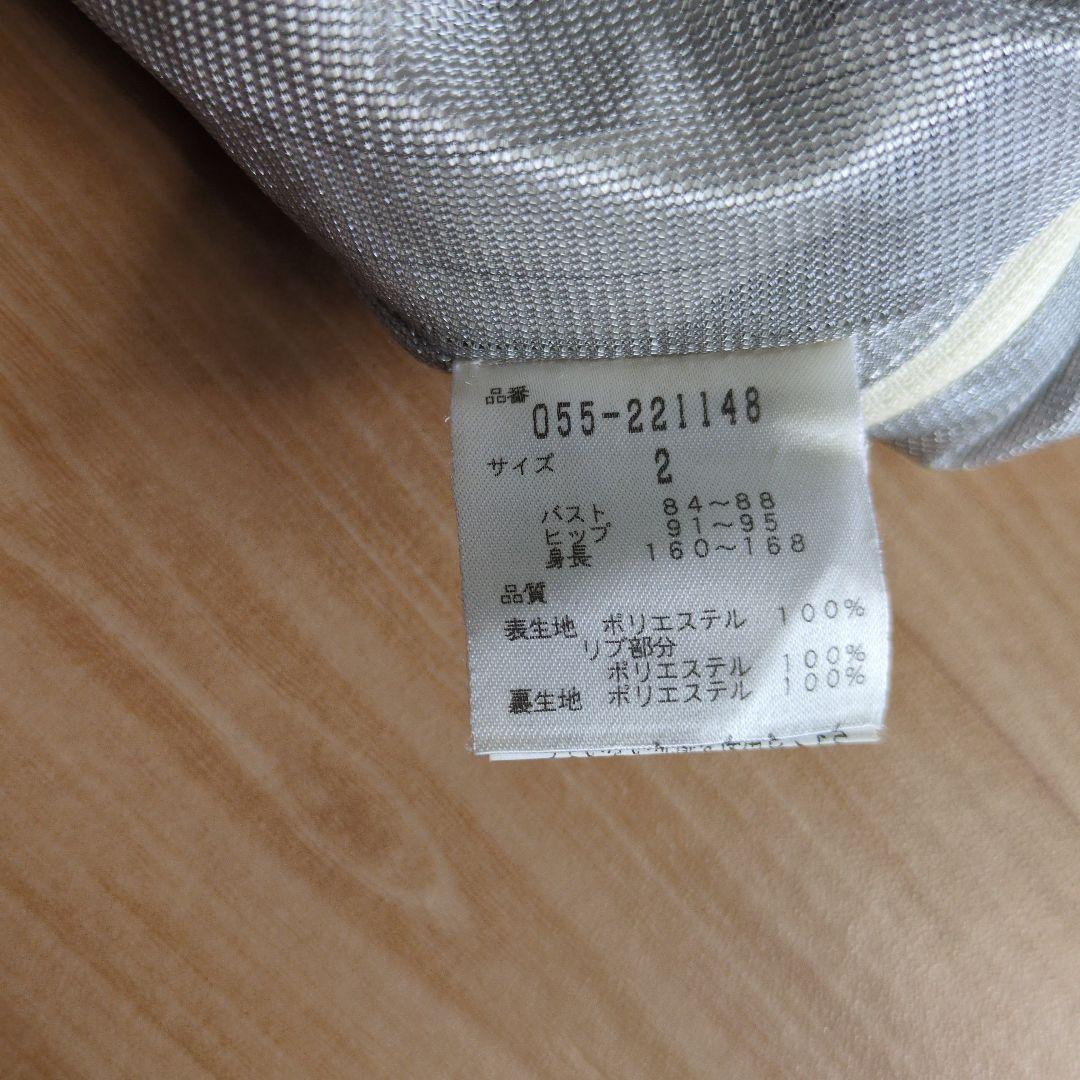 品番
055-221148
サイズ 2
バスト 84～88
ヒップ 91～95
身長 160～168
品質
表生地 ポリエステル 100%
リブ部分
ポリエステル 100%
裏生地 ポリエステル 100%